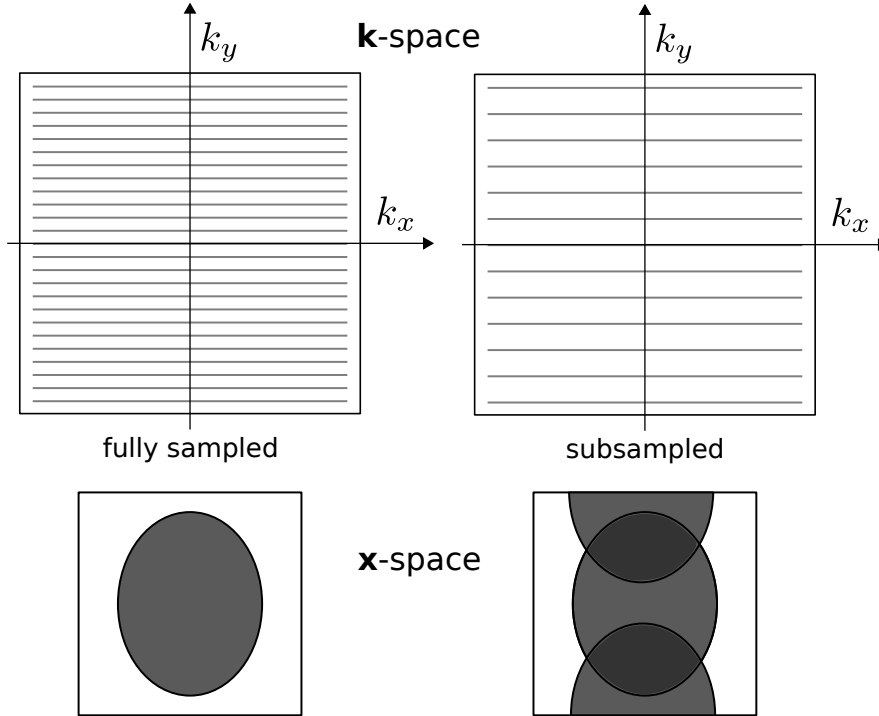 k_y
k-space
k_y
k_x
k_x
fully sampled
subsampled
x-space